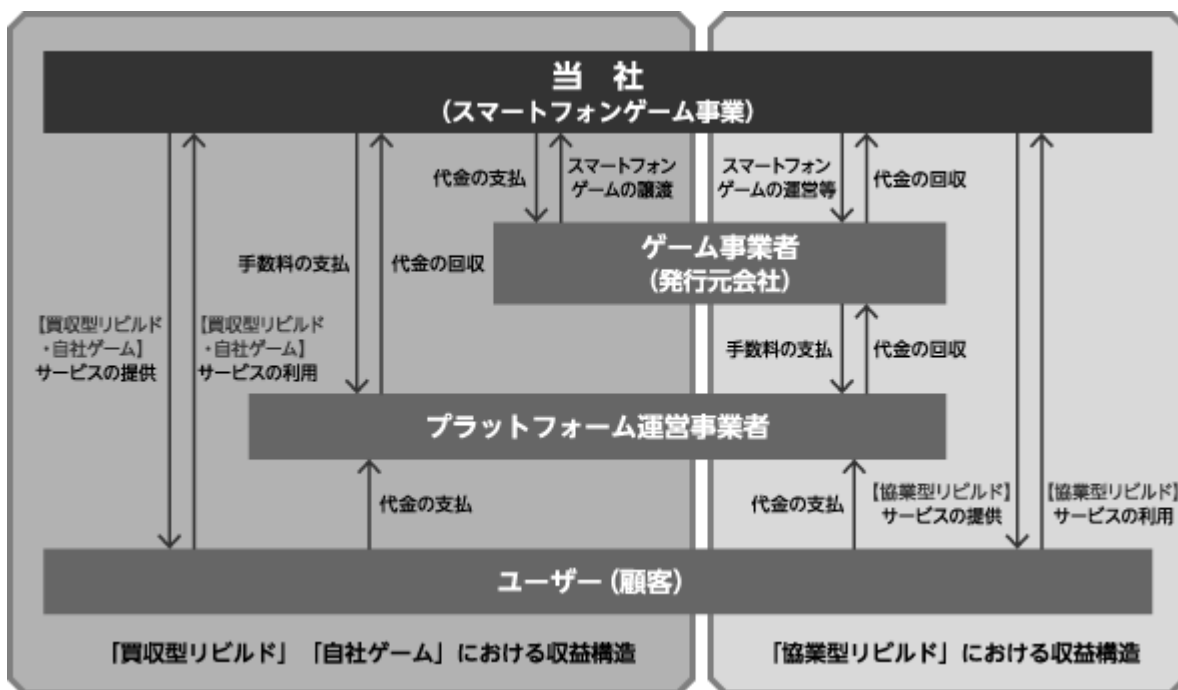 当 社
(スマートフォンゲーム事業)
代金の支払
スマートフォン
ゲームの譲渡
スマートフォン
ゲームの運営等
代金の回収
ゲーム事業者
(発行元会社)
手数料の支払
代金の回収
【買収型リビルド
・自社ゲーム】
サービスの提供
【買収型リビルド
・自社ゲーム】
サービスの利用
手数料の支払
代金の回収
プラットフォーム運営事業者
代金の支払
代金の支払
【協業型リビルド】
サービスの提供
【協業型リビルド】
サービスの利用
ユーザー(顧客)
「買収型リビルド」「自社ゲーム」における収益構造
「協業型リビルド」における収益構造